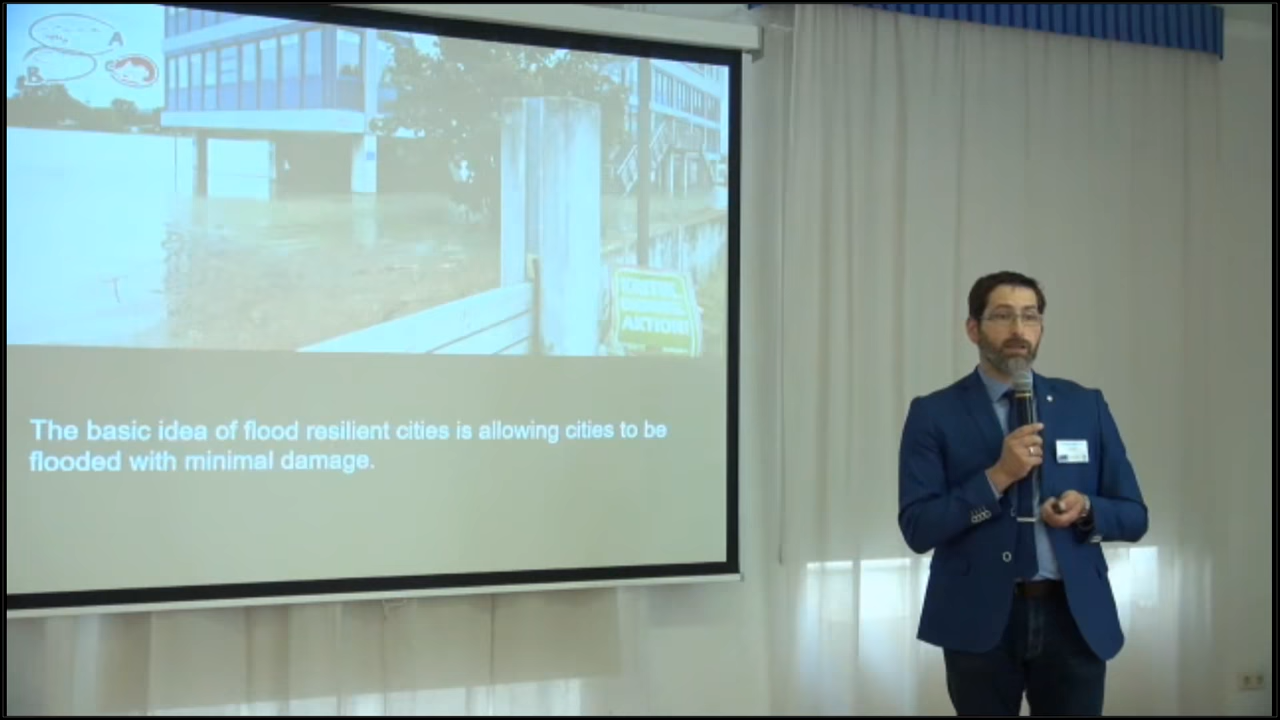 A
B
AKTION!
The basic idea of flood resilient cities is allowing cities to be
flooded with minimal damage.